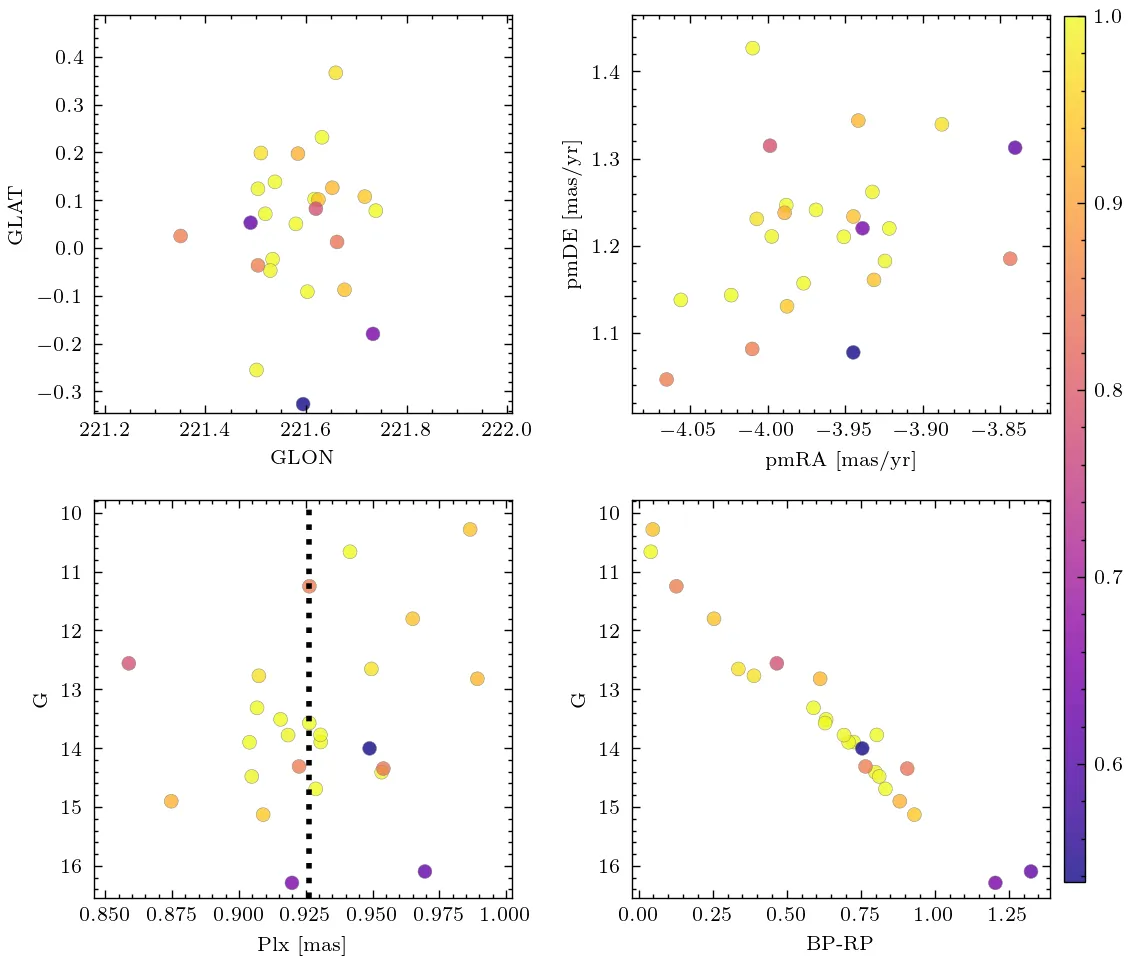 0.4
0.3
0.2
0.1
0.0
−0.1
−0.2
−0.3
GLAT
221.2 221.4 221.6 221.8 222.0
GLON
1.4
1.3
1.2
1.1
pmDE [mas/yr]
−4.05 −4.00 −3.95 −3.90 −3.85
pmRA [mas/yr]
10
11
12
13
14
15
16
G
0.850 0.875 0.900 0.925 0.950 0.975 1.000
Plx [mas]
10
11
12
13
14
15
16
G
0.00 0.25 0.50 0.75 1.00 1.25
BP-RP
1.0
0.9
0.8
0.7
0.6